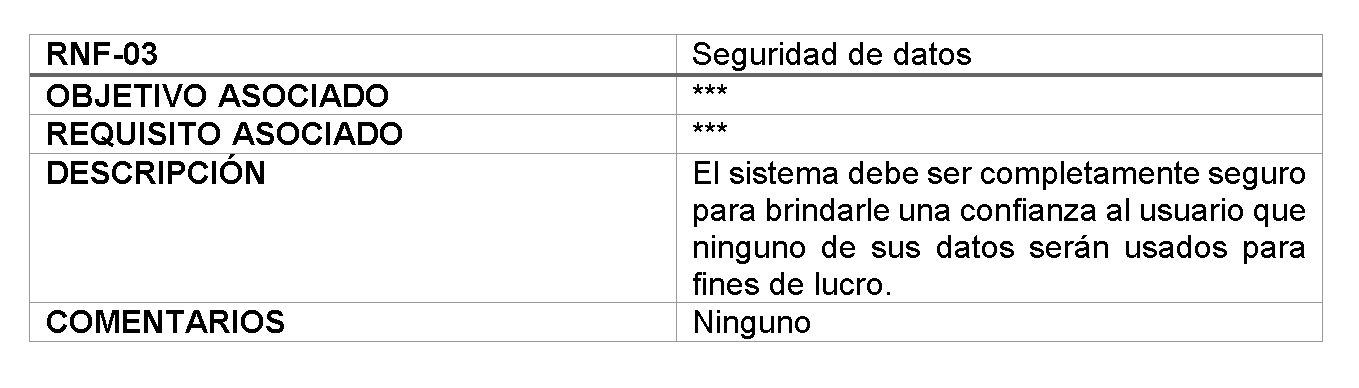 RNF-03 Seguridad de datos
OBJETIVO ASOCIADO ***
REQUISITO ASOCIADO ***
DESCRIPCIÓN El sistema debe ser completamente seguro
para brindarle una confianza al usuario que
ninguno de sus datos serán usados para
fines de lucro.
COMENTARIOS Ninguno